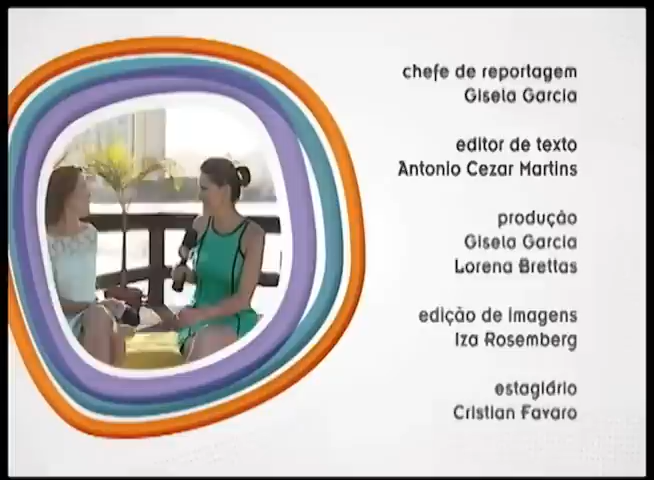 chefe de reportagem
Gisela Garcia
editor de texto
Antonio Cezar Martins
produção
Gisela Garcia
Lorena Brettas
edição de imagens
Iza Rosemberg
estagiário
Cristian Favaro